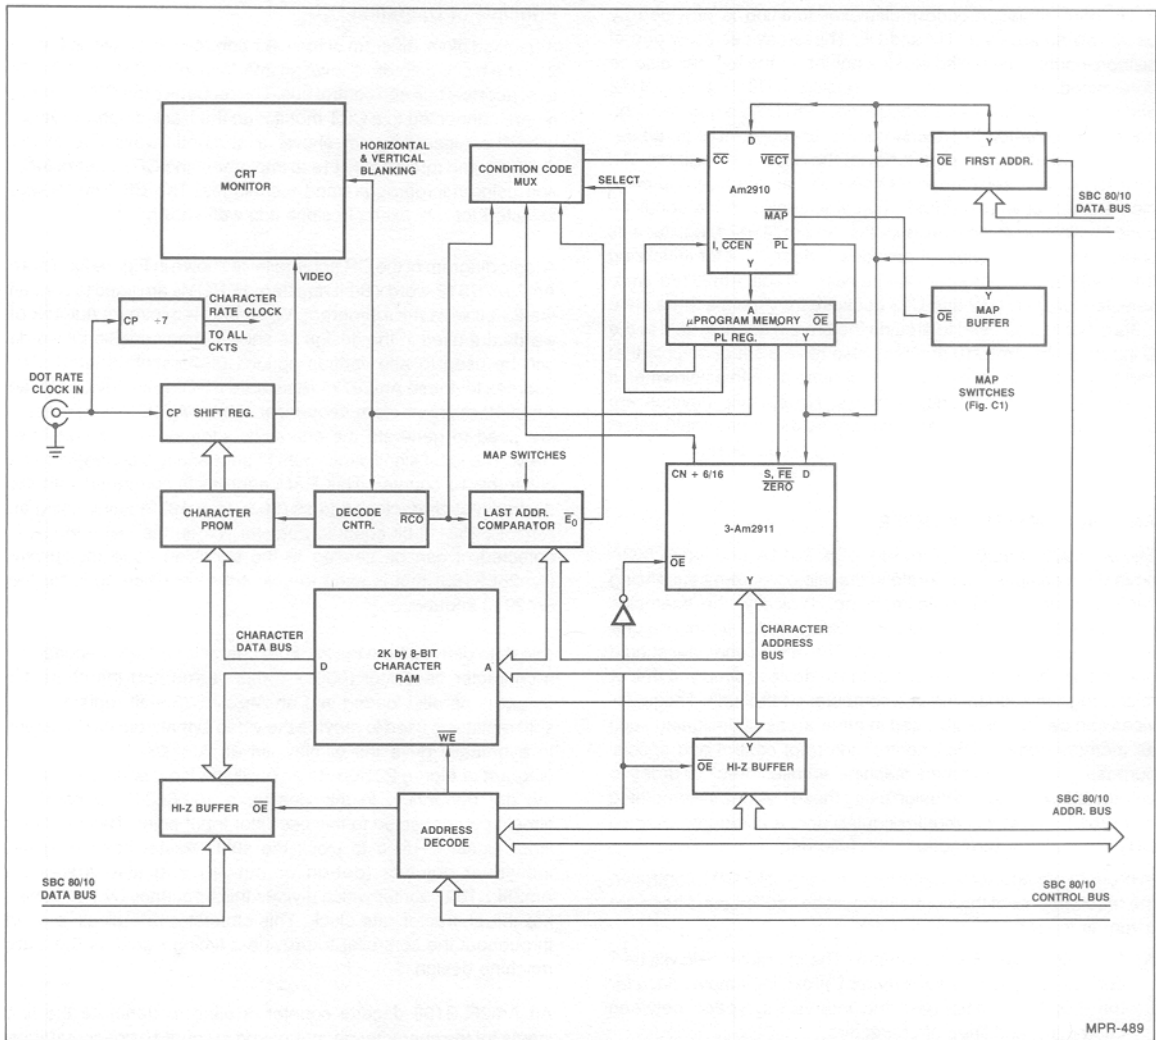 CRT
MONITOR
HORIZONTAL
& VERTICAL
BLANKING
CONDITION CODE
MUX
SELECT
D
CC VECT
Am2910
MAP
I, CCEN PL
Y
Y
OE FIRST ADDR.
SBC 80/10
DATA BUS
VIDEO
CP ÷7
CHARACTER
RATE CLOCK
TO ALL
CKTS
A
μPROGRAM MEMORY OE
PL REG. Y
Y
OE MAP
BUFFER
MAP
SWITCHES
(Fig. C1)
DOT RATE
CLOCK IN
CP SHIFT REG.
MAP SWITCHES
CHARACTER
PROM
DECODE
CNTR. RCO
LAST ADDR.
COMPARATOR E0
CN + 6/16 S, FE D
ZERO
3-Am2911
OE
Y
CHARACTER
DATA BUS
D
2K by 8-BIT
CHARACTER
RAM
A
CHARACTER
ADDRESS
BUS
WE
Y
OE HI-Z BUFFER
HI-Z BUFFER OE
ADDRESS
DECODE
SBC 80/10
ADDR. BUS
SBC 80/10
DATA BUS
SBC 80/10
CONTROL BUS
MPR-489